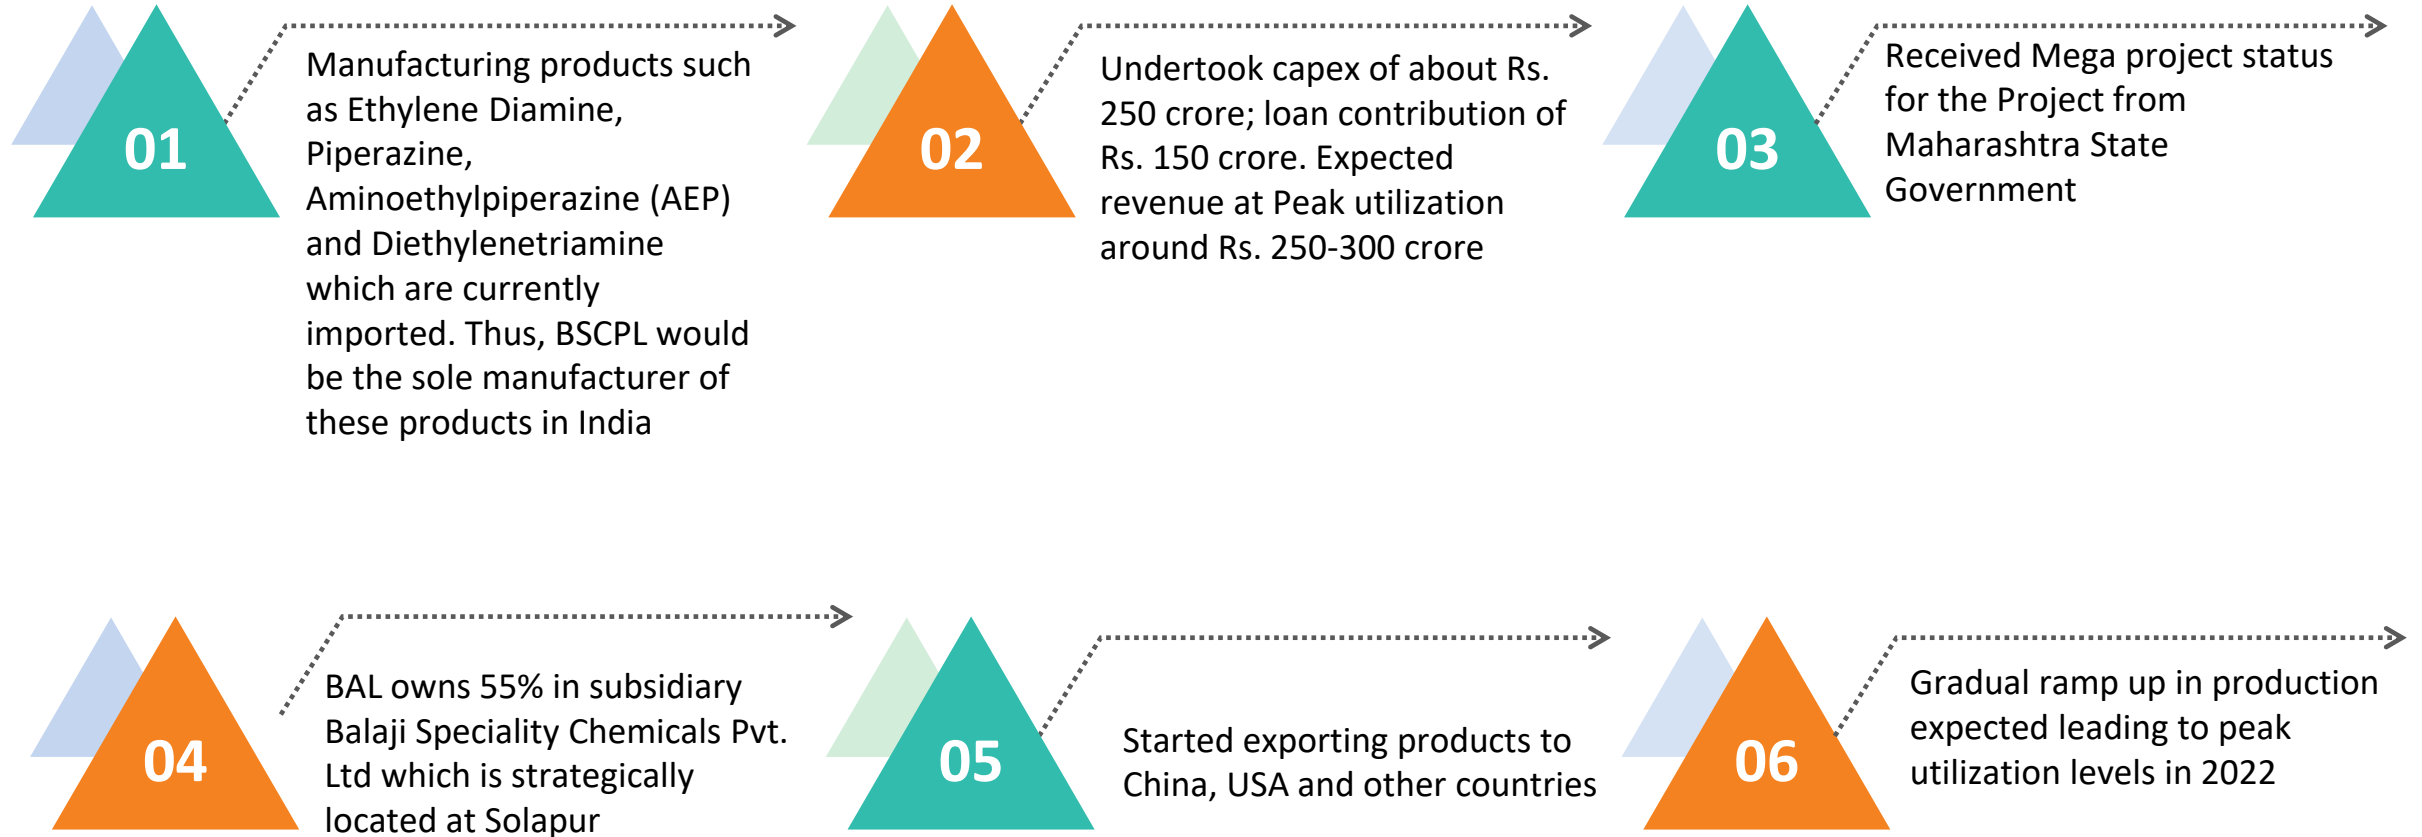 01
Manufacturing products such
as Ethylene Diamine,
Piperazine,
Aminoethylpiperazine (AEP)
and Diethylenetriamine
which are currently
imported. Thus, BSCPL would
be the sole manufacturer of
these products in India
02
Undertook capex of about Rs.
250 crore; loan contribution of
Rs. 150 crore. Expected
revenue at Peak utilization
around Rs. 250-300 crore
03
Received Mega project status
for the Project from
Maharashtra State
Government
04
BAL owns 55% in subsidiary
Balaji Speciality Chemicals Pvt.
Ltd which is strategically
located at Solapur
05
Started exporting products to
China, USA and other countries
06
Gradual ramp up in production
expected leading to peak
utilization levels in 2022